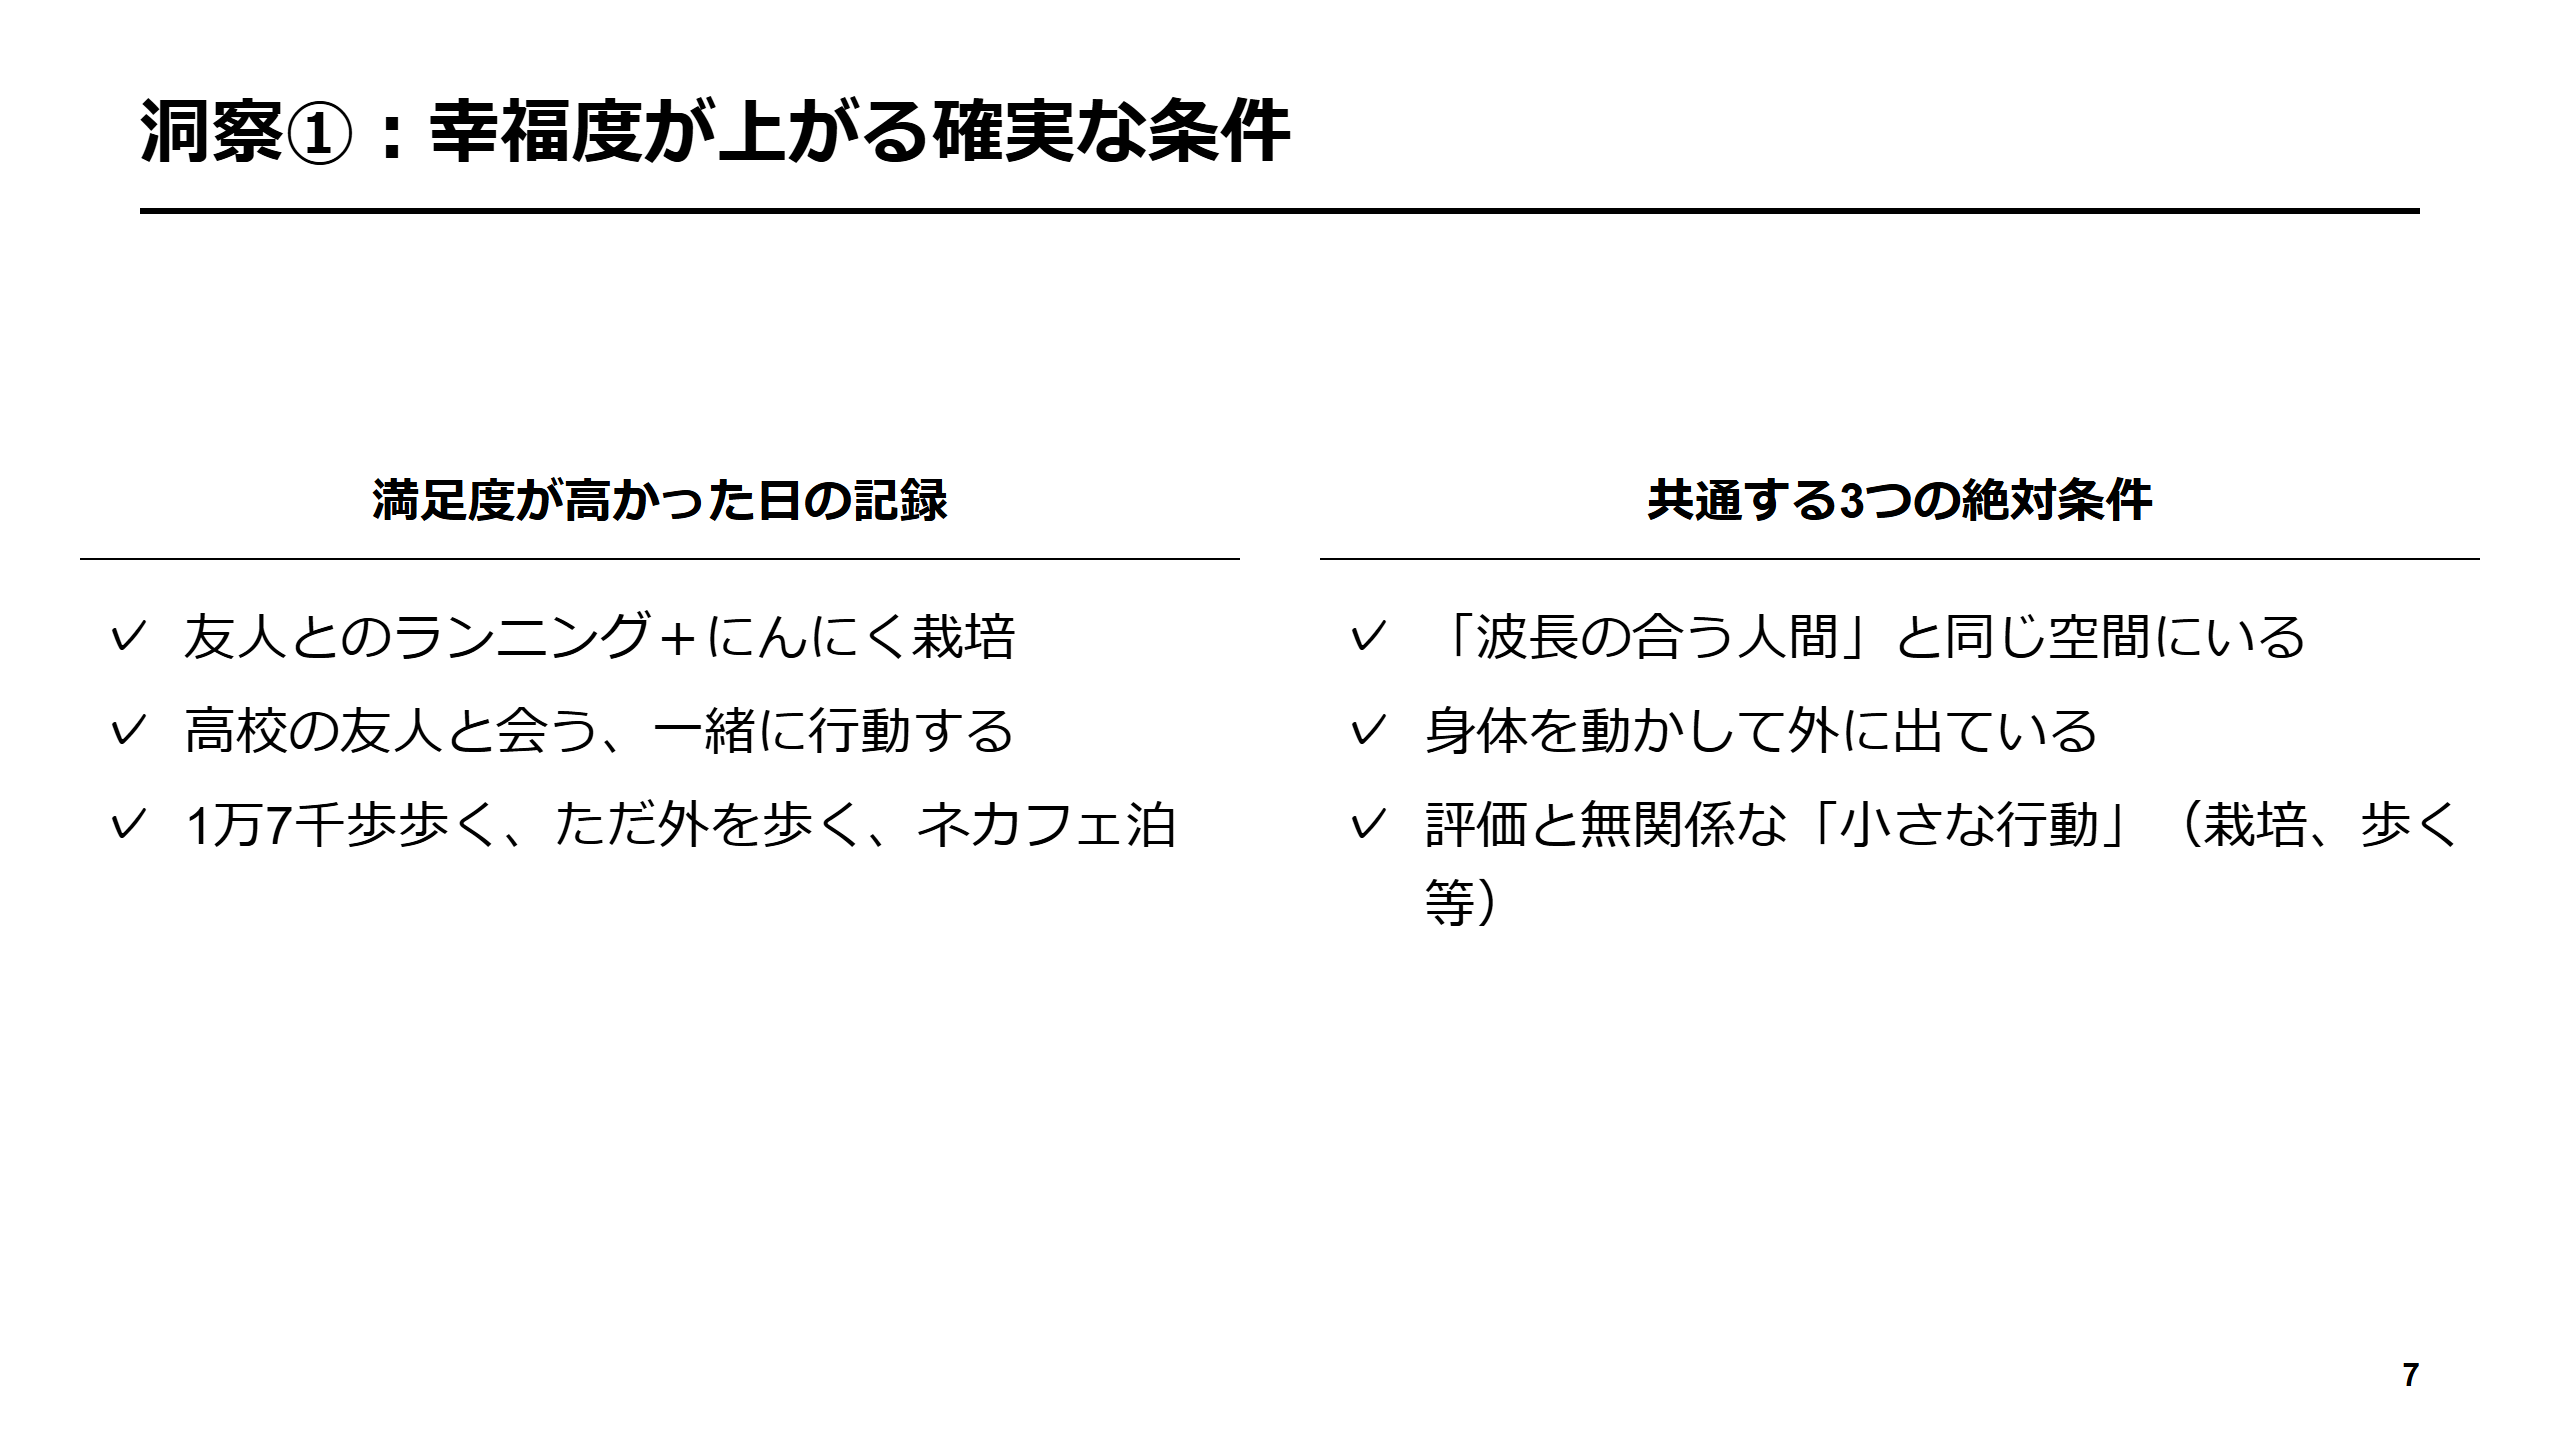 洞察①：幸福度が上がる確実な条件
満足度が高かった日の記録
✓ 友人とのランニング＋にんにく栽培
✓ 高校の友人と会う、一緒に行動する
✓ 1万7千歩歩く、ただ外を歩く、ネカフェ泊
共通する3つの絶対条件
✓ 「波長の合う人間」と同じ空間にいる
✓ 身体を動かして外に出ている
✓ 評価と無関係な「小さな行動」（栽培、歩く
等）
7